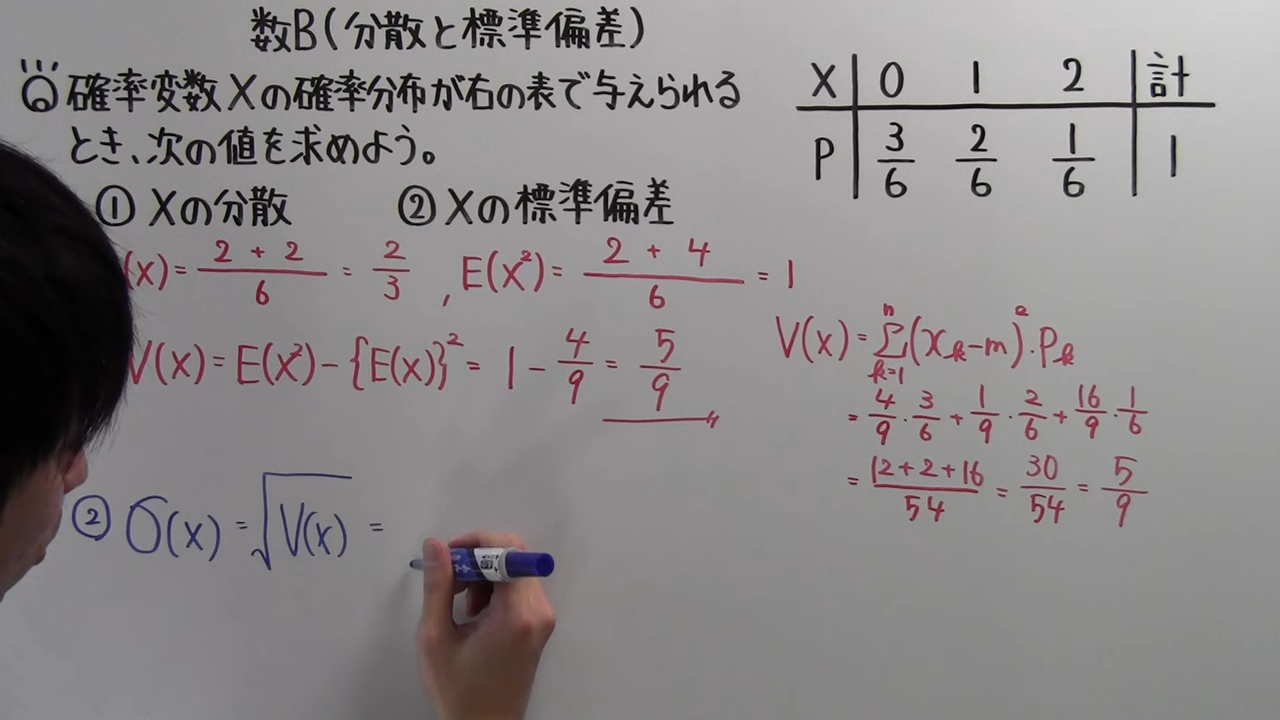 数B(分散と標準偏差)
Q 確率変数Xの確率分布が右の表で与えられる
とき、次の値を求めよう。
① Xの分散 ② Xの標準偏差
X 0 1 2 計
P 3/6 2/6 1/6 1
(X) = (2 + 2)/6 = 2/3 , E(X²) = (2 + 4)/6 = 1
V(X) = E(X²) - {E(X)}² = 1 - 4/9 = 5/9
V(X) = Σ_{k=1}^{n} (x_k - m)² · P_k
= 4/9 · 3/6 + 1/9 · 2/6 + 16/9 · 1/6
= (12 + 2 + 16)/54 = 30/54 = 5/9
② σ(X) = √V(X) =